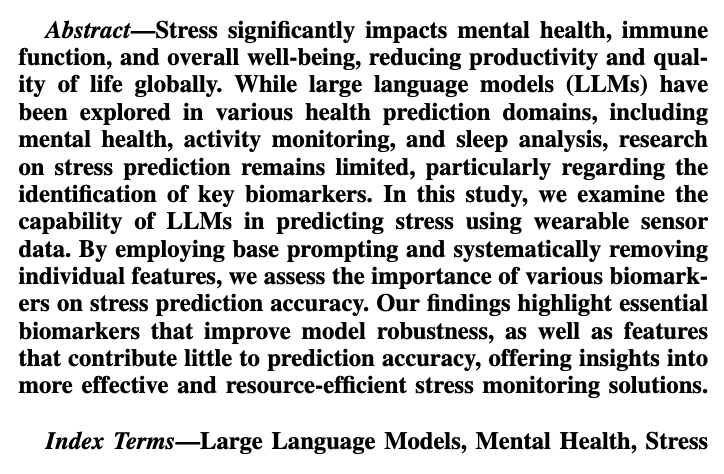 Abstract—Stress significantly impacts mental health, immune
function, and overall well-being, reducing productivity and qual-
ity of life globally. While large language models (LLMs) have
been explored in various health prediction domains, including
mental health, activity monitoring, and sleep analysis, research
on stress prediction remains limited, particularly regarding the
identification of key biomarkers. In this study, we examine the
capability of LLMs in predicting stress using wearable sensor
data. By employing base prompting and systematically removing
individual features, we assess the importance of various biomark-
ers on stress prediction accuracy. Our findings highlight essential
biomarkers that improve model robustness, as well as features
that contribute little to prediction accuracy, offering insights into
more effective and resource-efficient stress monitoring solutions.
Index Terms—Large Language Models, Mental Health, Stress